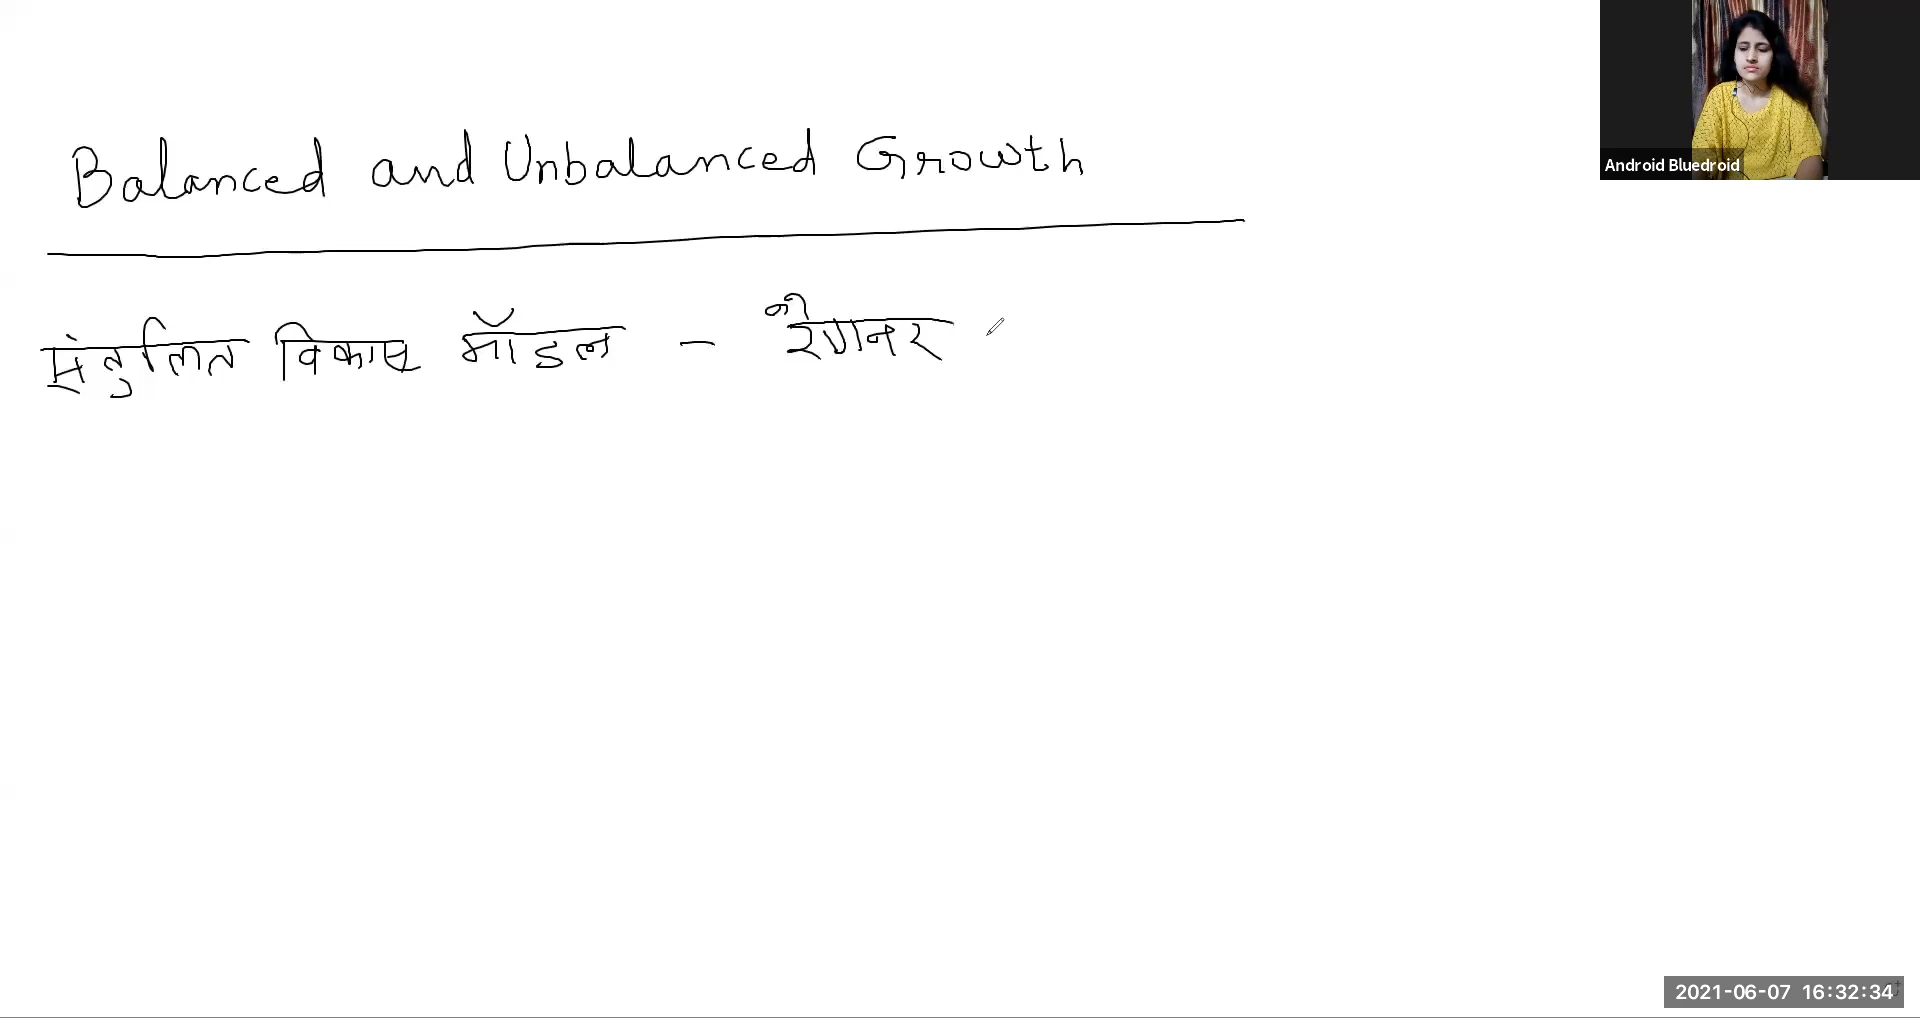 Balanced and Unbalanced Growth
संतुलित विकास मॉडल - रेगनर
Android Bluedroid
2021-06-07 16:32:34